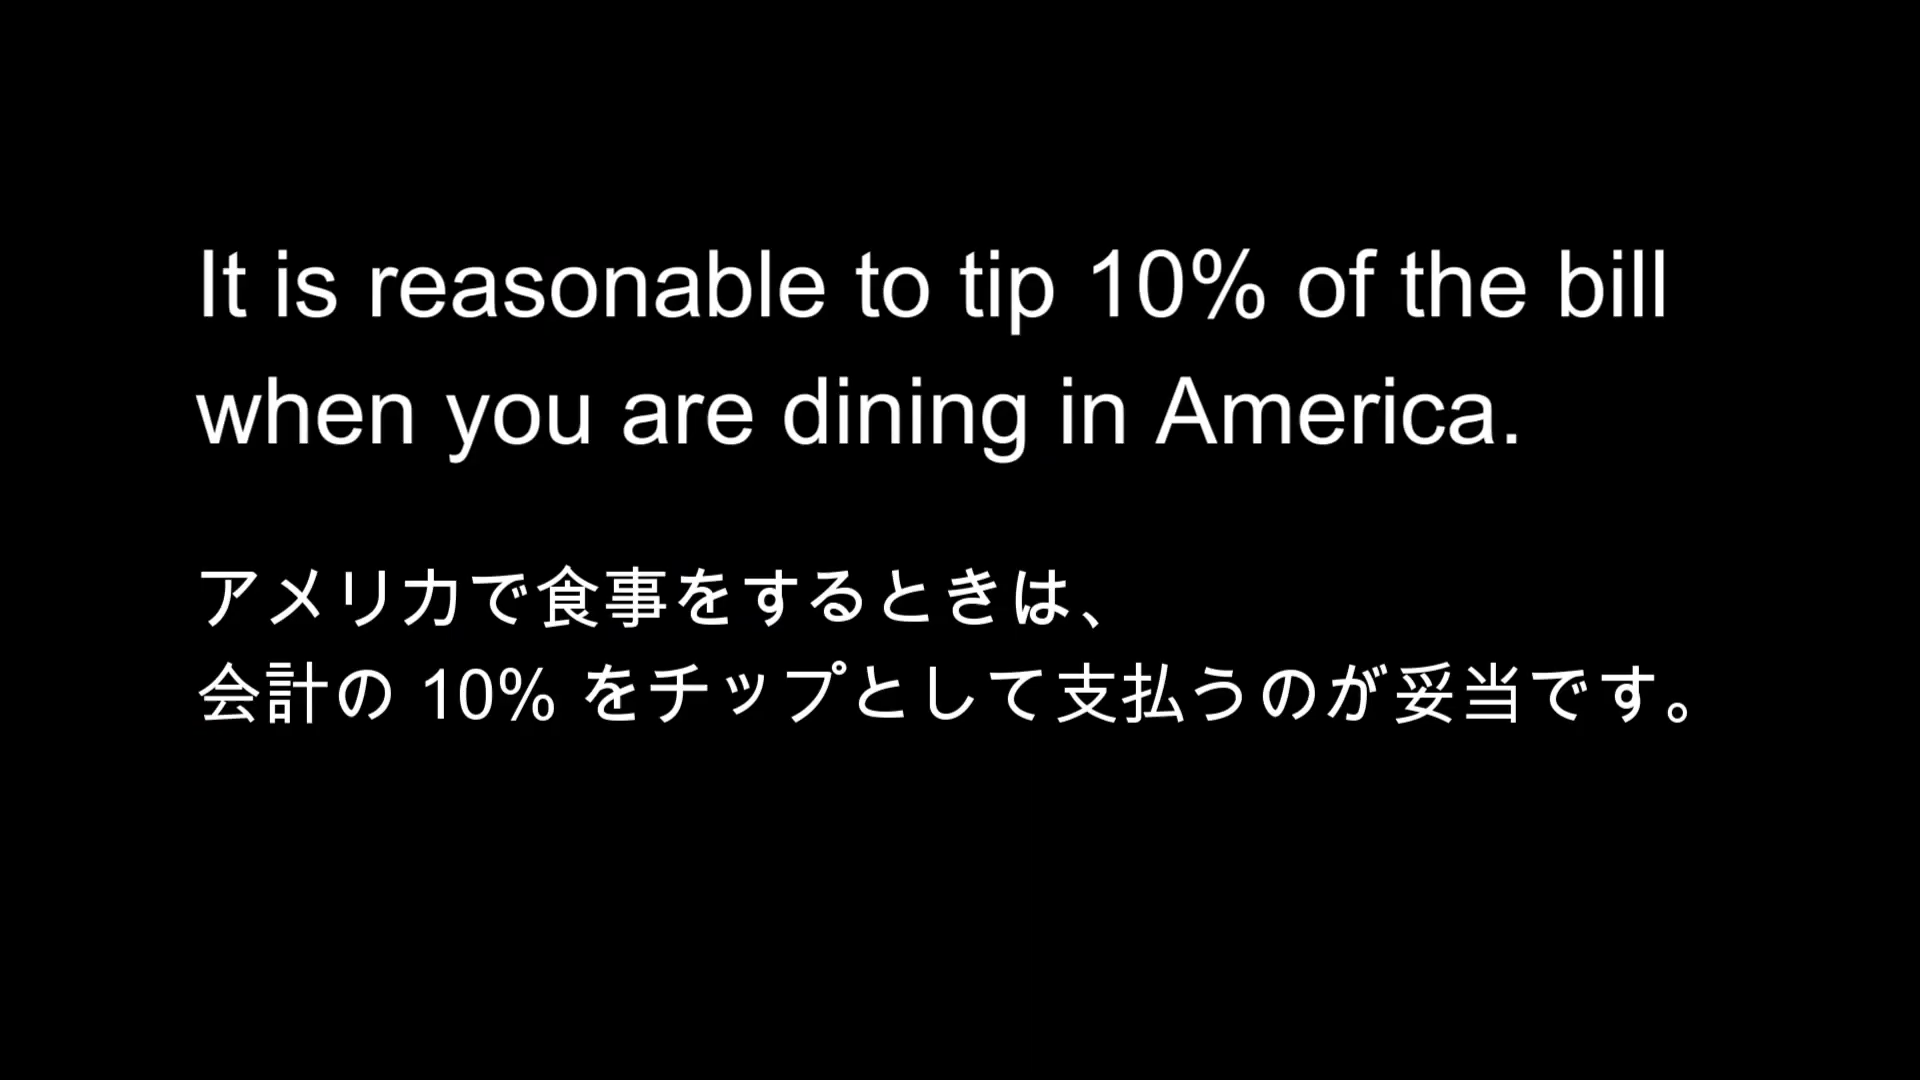 It is reasonable to tip 10% of the bill
when you are dining in America.
アメリカで食事をするときは、
会計の 10% をチップとして支払うのが妥当です。